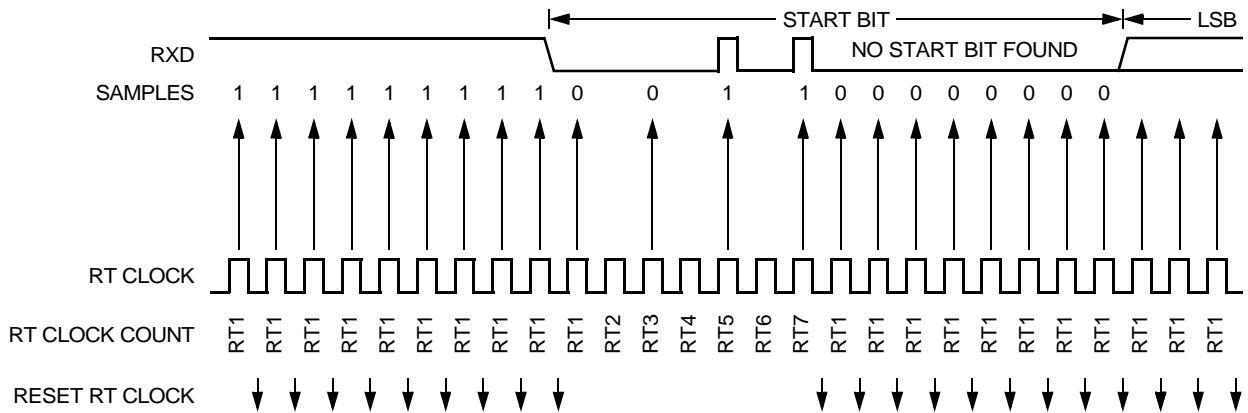 START BIT LSB
RXD NO START BIT FOUND
SAMPLES 1 1 1 1 1 1 1 1 1 0 0 1 1 0 0 0 0 0 0 0 0
RT CLOCK
RT CLOCK COUNT RT1 RT1 RT1 RT1 RT1 RT1 RT1 RT1 RT1 RT1 RT2 RT3 RT4 RT5 RT6 RT7 RT1 RT1 RT1 RT1 RT1 RT1 RT1 RT1 RT1 RT1 RT1
RESET RT CLOCK